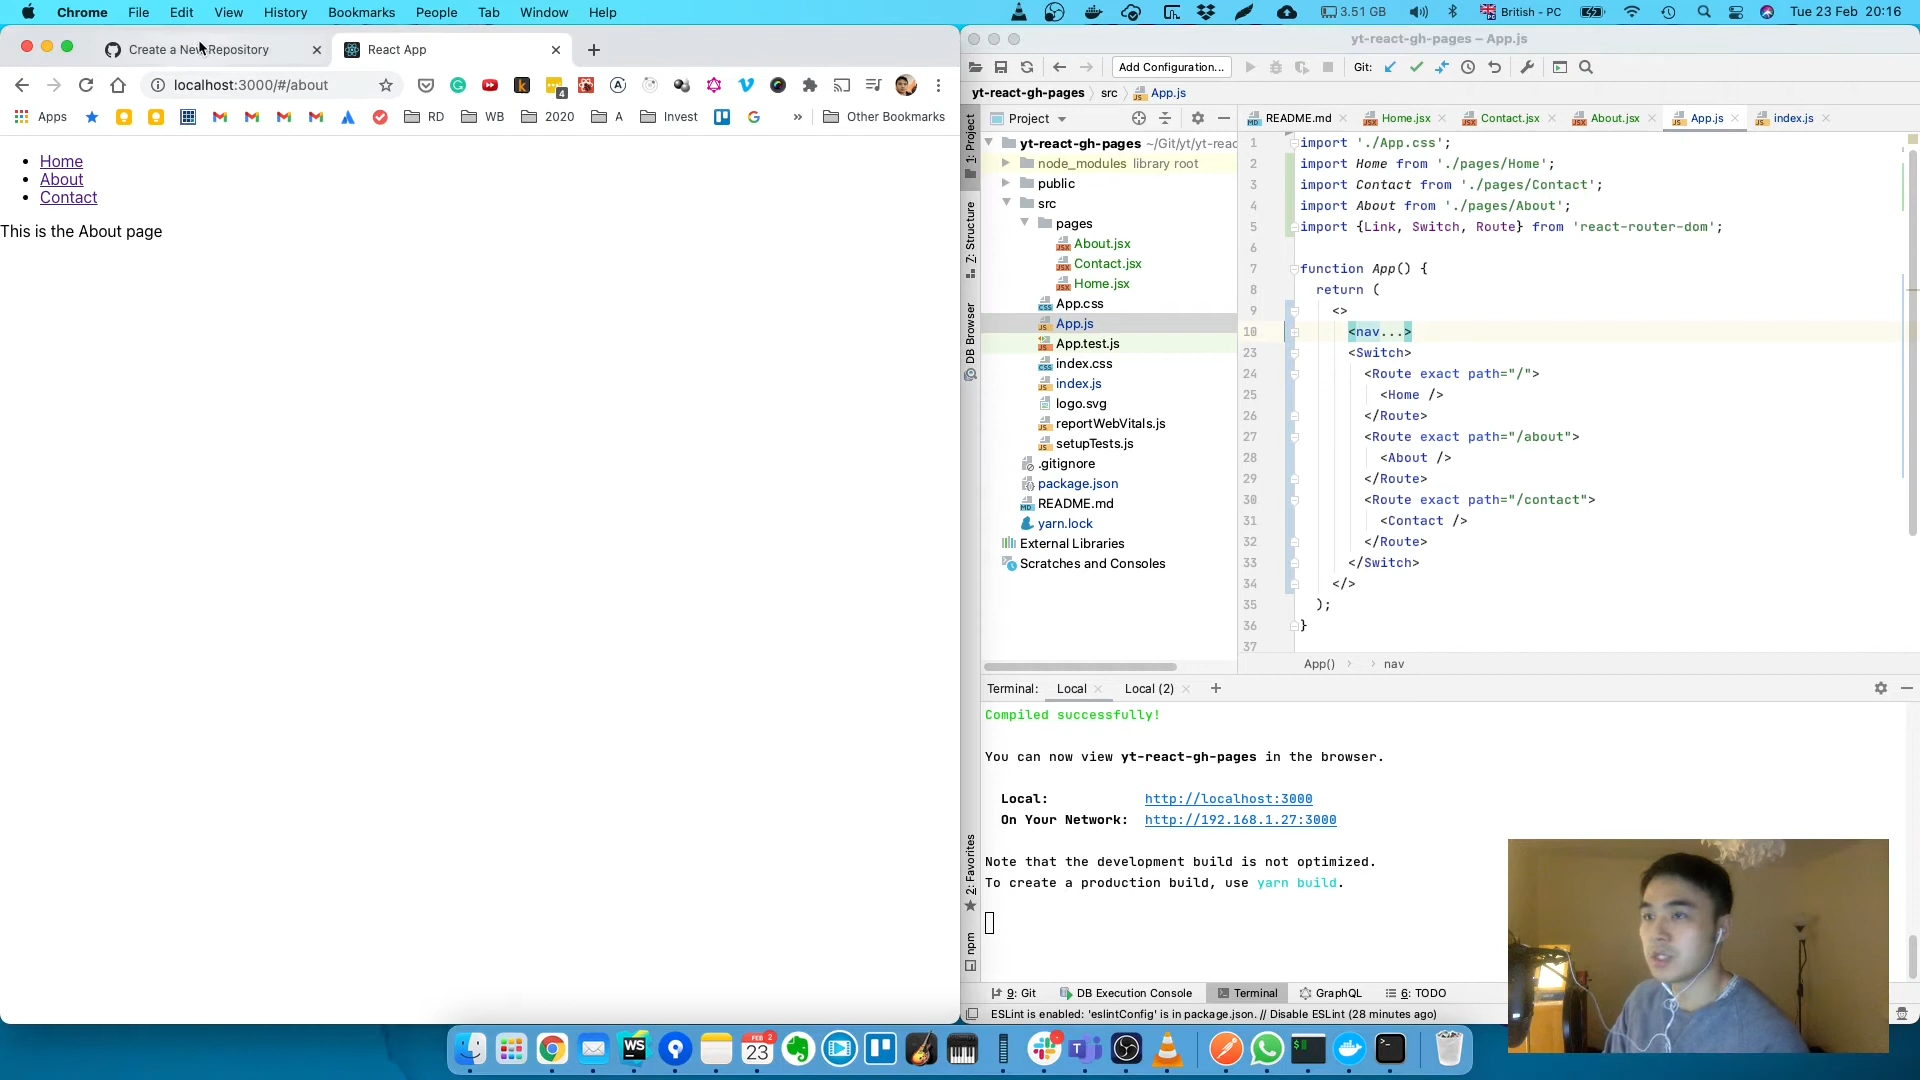 Chrome File Edit View History Bookmarks People Tab Window Help
3.51 GB British - PC Tue 23 Feb 20:16
Create a New Repository
React App
localhost:3000/#/about
4
Apps RD WB 2020 A Invest » Other Bookmarks
Home
About
Contact
This is the About page
yt-react-gh-pages – App.js
Add Configuration... Git:
yt-react-gh-pages src App.js
Project
README.md Home.jsx Contact.jsx About.jsx App.js index.js
1: Project
7: Structure
DB Browser
2: Favorites
npm
yt-react-gh-pages ~/Git/yt/yt-reac
node_modules library root
public
src
pages
About.jsx
Contact.jsx
Home.jsx
App.css
App.js
App.test.js
index.css
index.js
logo.svg
reportWebVitals.js
setupTests.js
.gitignore
package.json
README.md
yarn.lock
External Libraries
Scratches and Consoles
1 import './App.css';
2 import Home from './pages/Home';
3 import Contact from './pages/Contact';
4 import About from './pages/About';
5 import {Link, Switch, Route} from 'react-router-dom';
6
7 function App() {
8 return (
9 <>
10 <nav...>
23 <Switch>
24 <Route exact path="/">
25 <Home />
26 </Route>
27 <Route exact path="/about">
28 <About />
29 </Route>
30 <Route exact path="/contact">
31 <Contact />
32 </Route>
33 </Switch>
34 </>
35 );
36 }
37
App() nav
Terminal: Local Local (2)
Compiled successfully!
You can now view yt-react-gh-pages in the browser.
Local: http://localhost:3000
On Your Network: http://192.168.1.27:3000
Note that the development build is not optimized.
To create a production build, use yarn build.
9: Git DB Execution Console Terminal GraphQL 6: TODO
ESLint is enabled: 'eslintConfig' is in package.json. // Disable ESLint (28 minutes ago)
WS
FEB
23
2